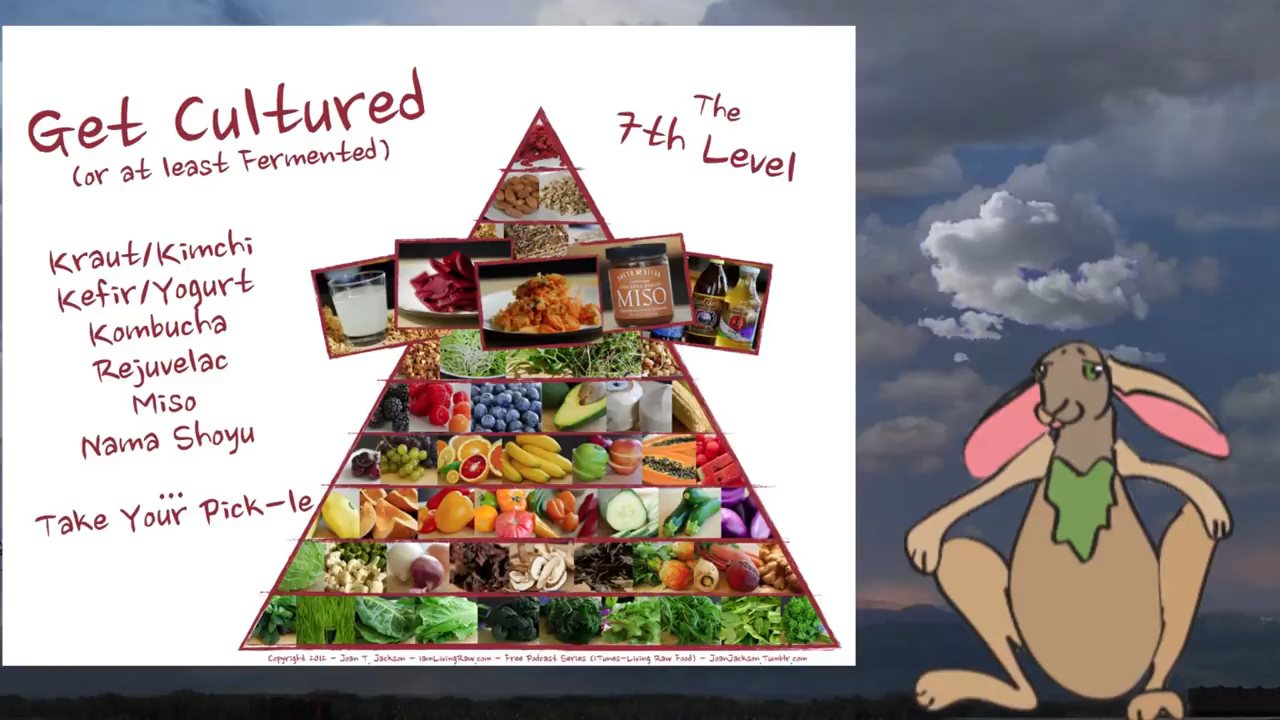 Get Cultured
(or at least Fermented)
The
7th Level
Kraut/Kimchi
Kefir/Yogurt
Kombucha
Rejuvelac
Miso
Nama Shoyu
...
Take Your Pick-le
MISO
Copyright 2012 - Joan T. Jackson - iamLivingRaw.com - Free Podcast Series (iTunes-Living Raw Food) - JoanJackson.Tumblr.com